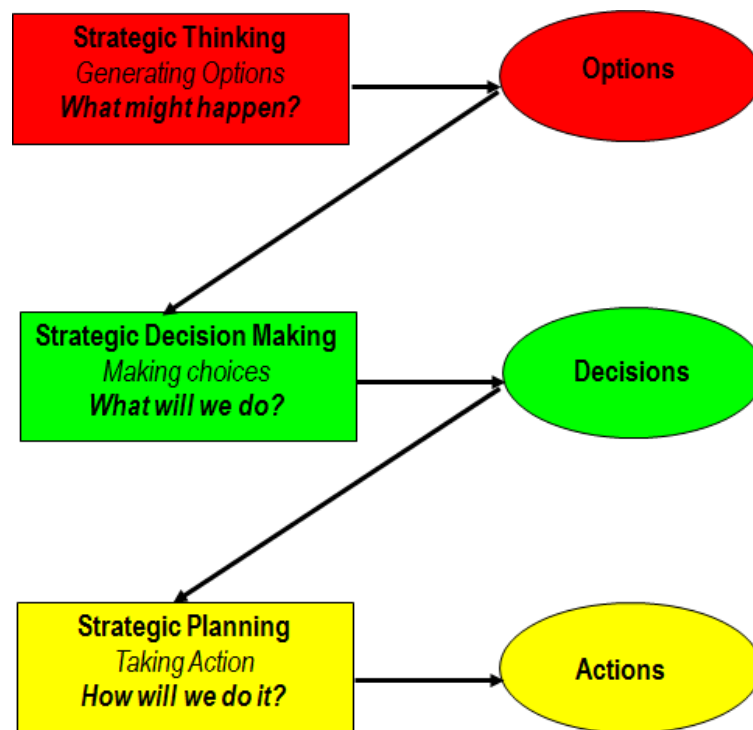 Strategic Thinking
Generating Options
What might happen?
Options
Strategic Decision Making
Making choices
What will we do?
Decisions
Strategic Planning
Taking Action
How will we do it?
Actions